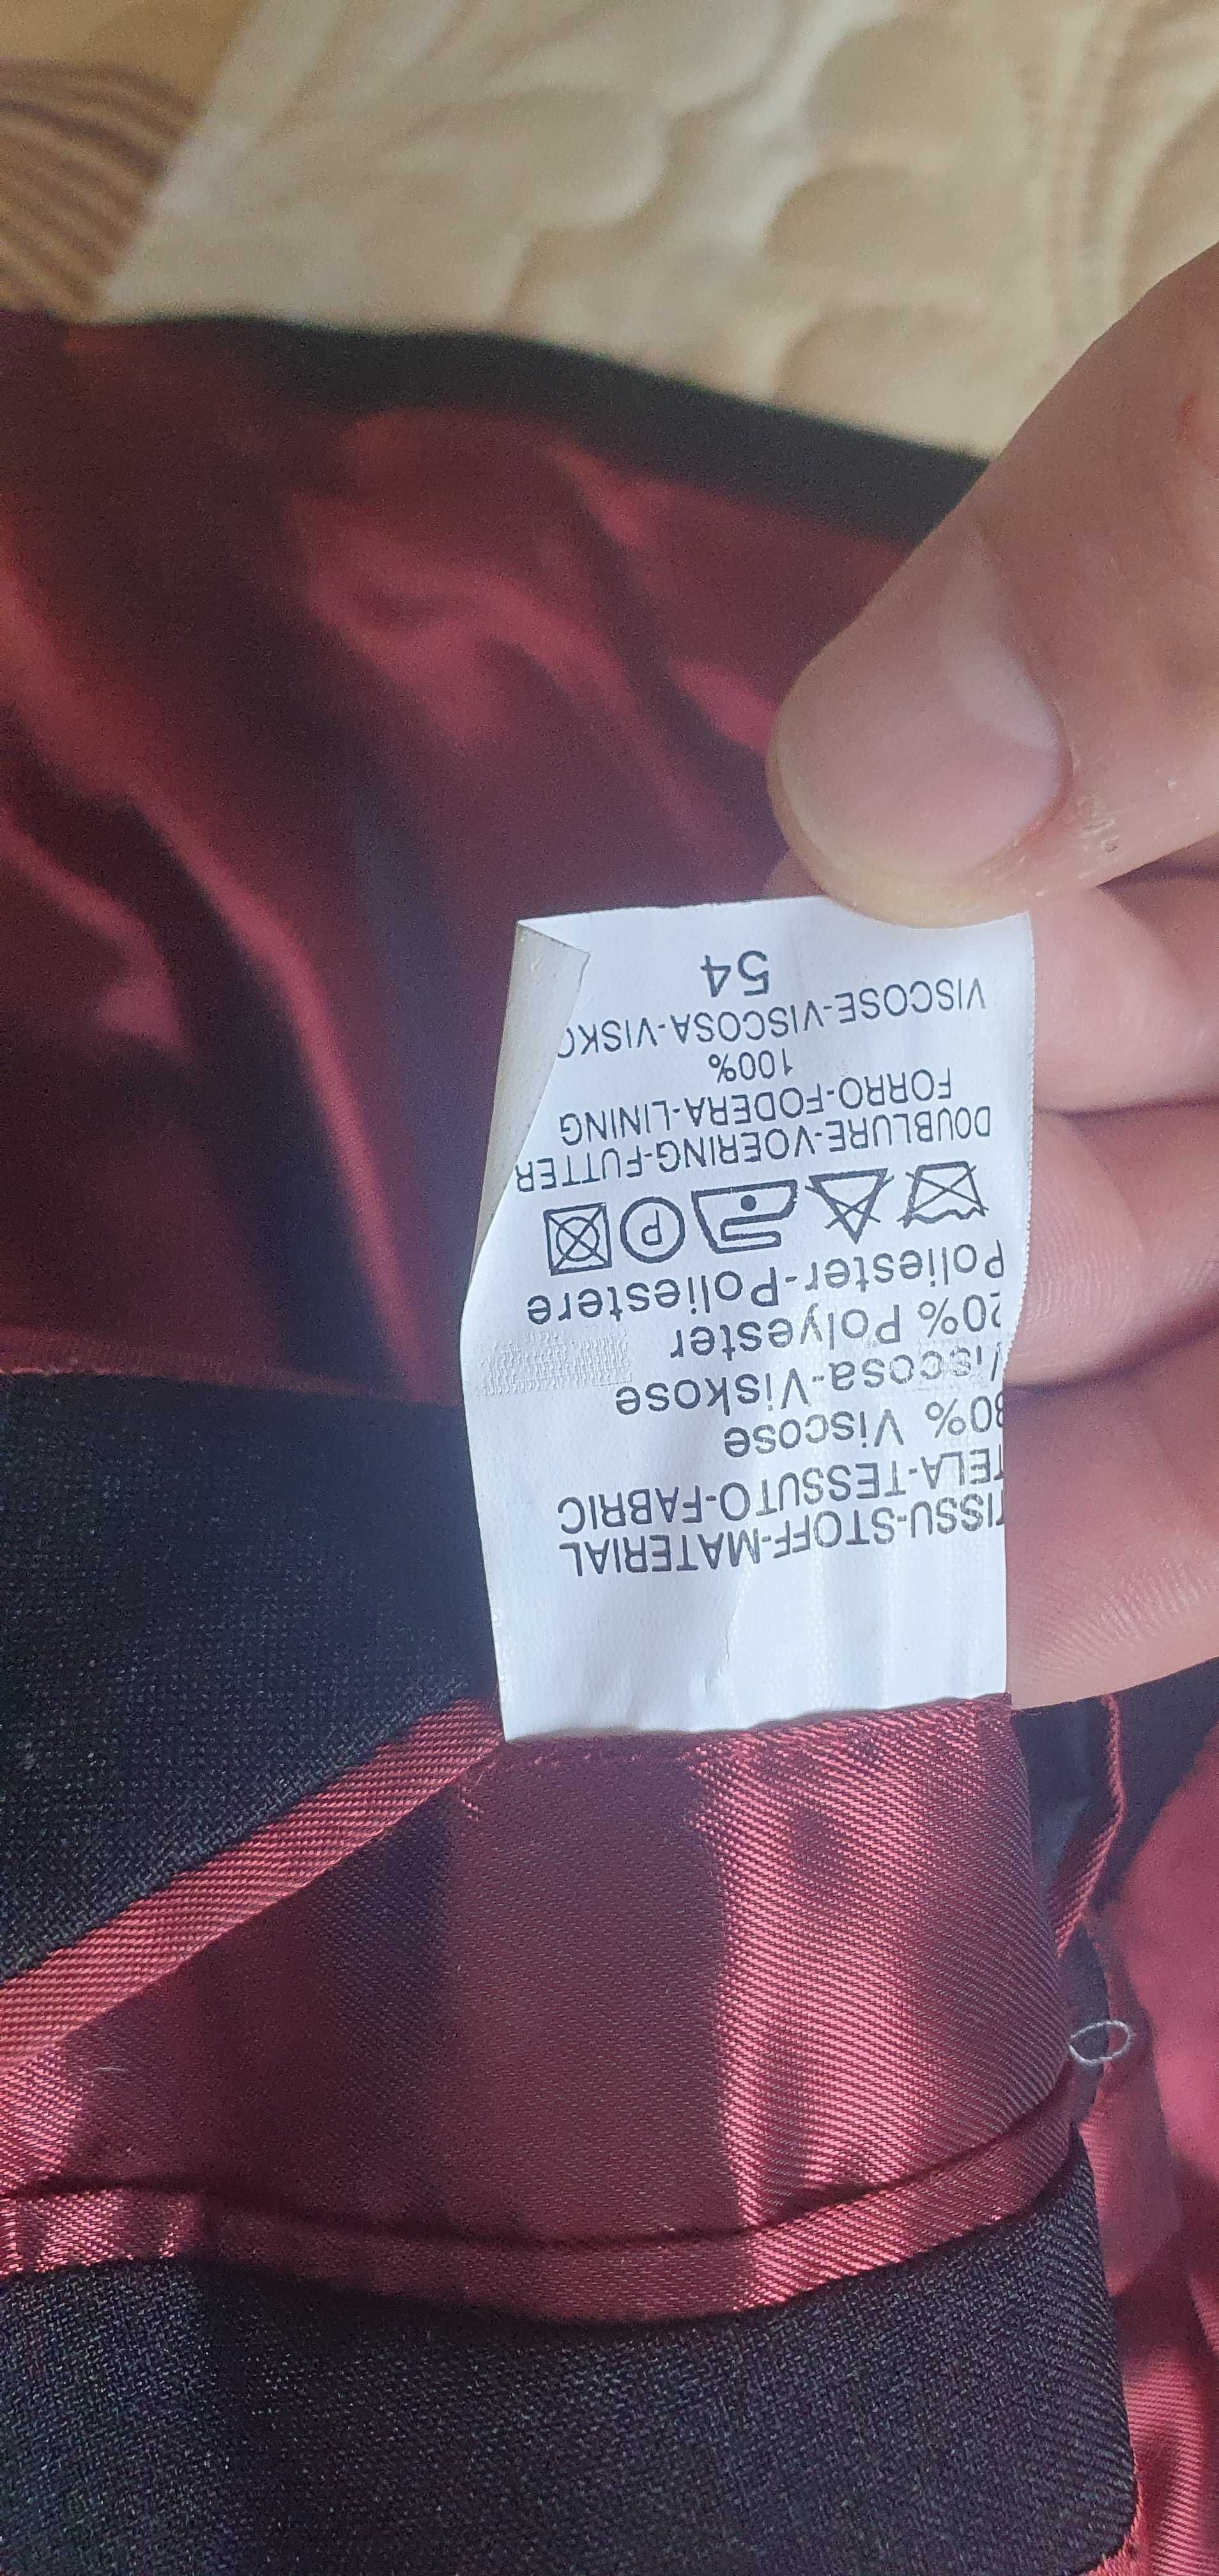 TISSU-STOFF-MATERIAL
TELA-TESSUTO-FABRIC
80% Viscose
Viscosa-Viskose
20% Polyester
Poliester-Poliestere
P
DOUBLURE-VOERING-FUTTER
FORRO-FODERA-LINING
100%
VISCOSE-VISCOSA-VISKO
54